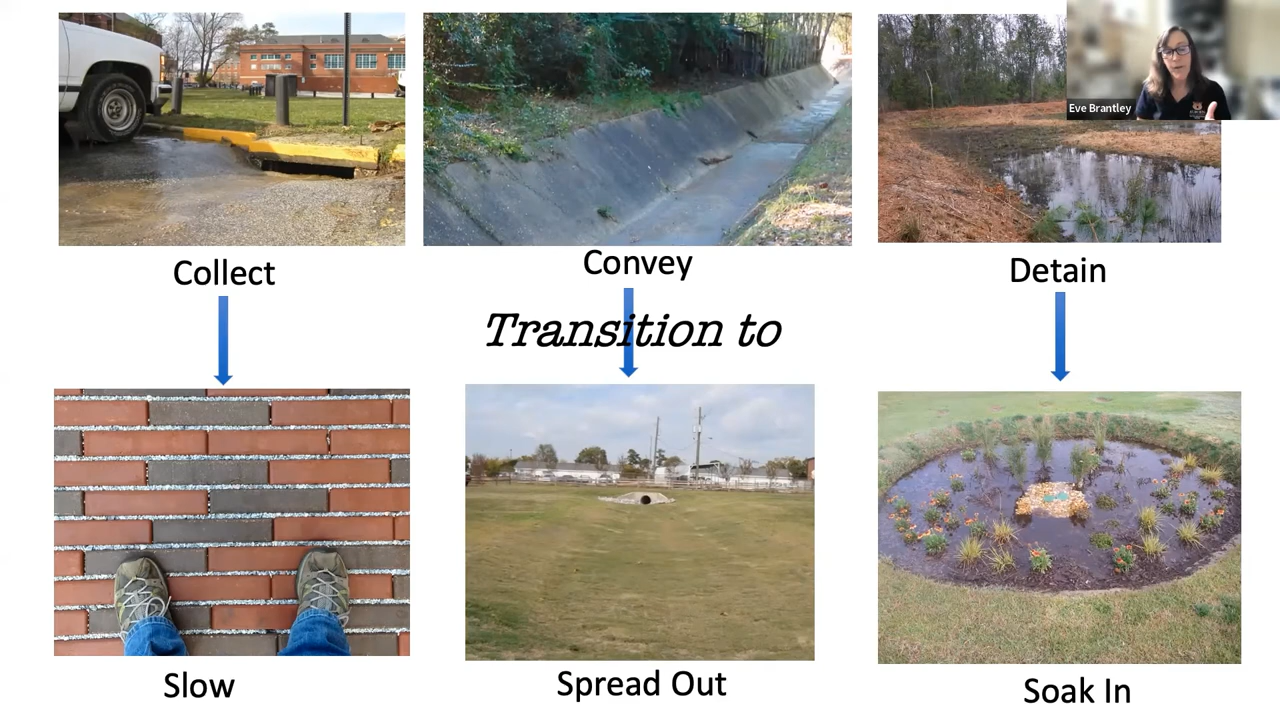 Eve Brantley
Collect
Convey
Detain
Transition to
Slow
Spread Out
Soak In